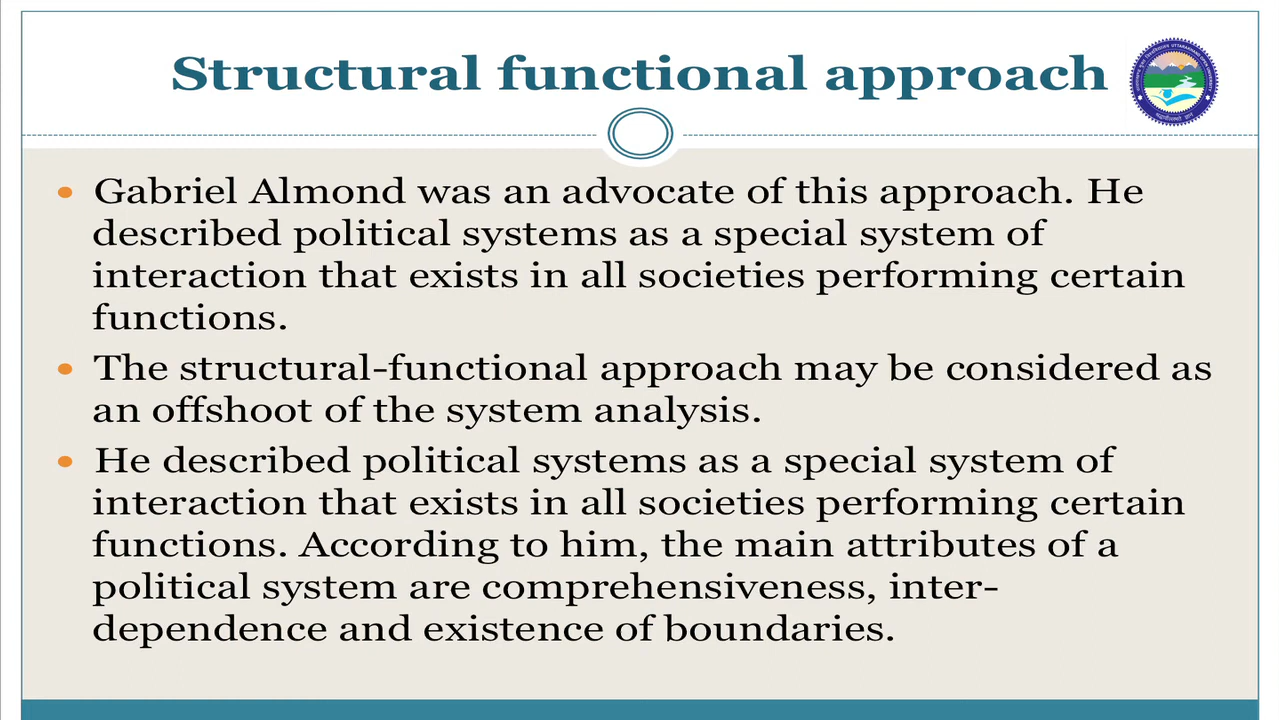 Structural functional approach
• Gabriel Almond was an advocate of this approach. He
described political systems as a special system of
interaction that exists in all societies performing certain
functions.
• The structural-functional approach may be considered as
an offshoot of the system analysis.
• He described political systems as a special system of
interaction that exists in all societies performing certain
functions. According to him, the main attributes of a
political system are comprehensiveness, inter-
dependence and existence of boundaries.